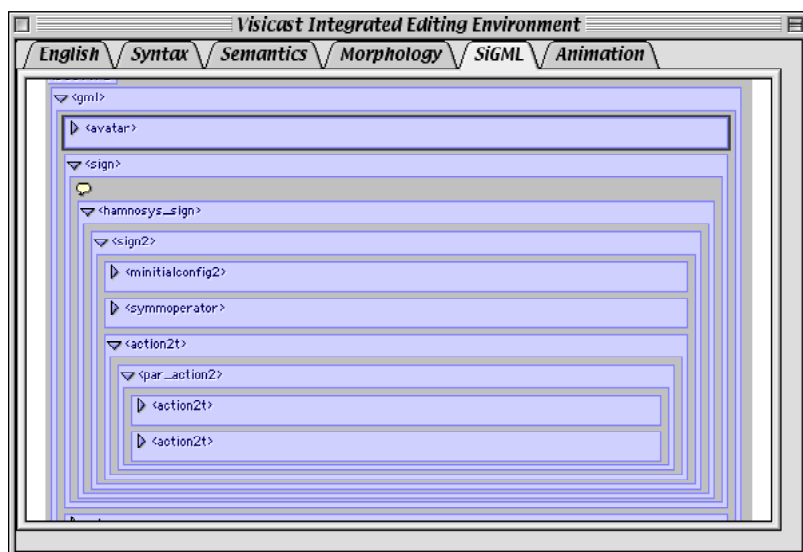 Visicast Integrated Editing Environment
English Syntax Semantics Morphology SiGML Animation
<gml>
<avatar>
<sign>
<hamnosys_sign>
<sign2>
<minitialconfig2>
<symmoperator>
<action2t>
<par_action2>
<action2t>
<action2t>